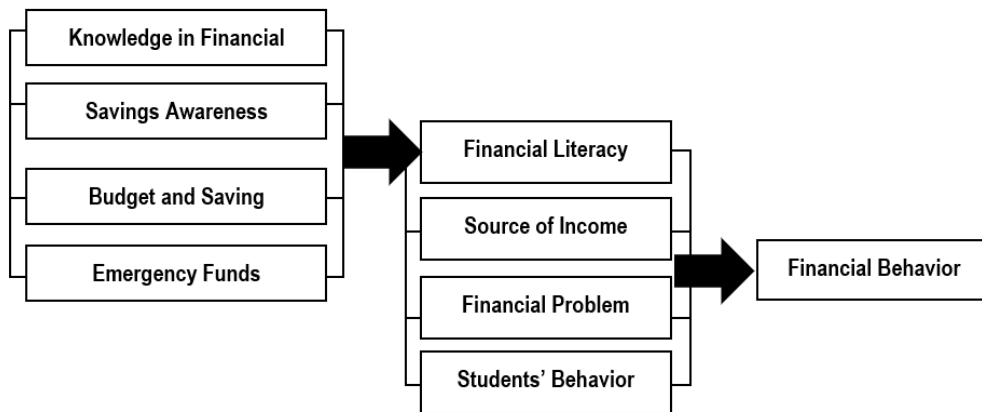 Knowledge in Financial
Savings Awareness
Budget and Saving
Emergency Funds
Financial Literacy
Source of Income
Financial Problem
Students’ Behavior
Financial Behavior